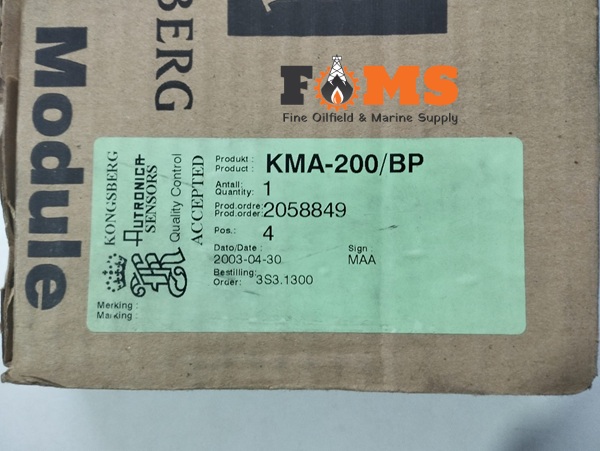 Module
BERG
FOMS
Fine Oilfield & Marine Supply
KONGSBERG
AUTRONICA
SENSORS
Quality Control
ACCEPTED
Produkt :
Product : KMA-200/BP
Antall:
Quantity: 1
Prod.ordre:
Prod.order: 2058849
Pos.: 4
Dato/Date : Sign :
2003-04-30 MAA
Bestilling:
Order: 3S3.1300
Merking :
Marking :